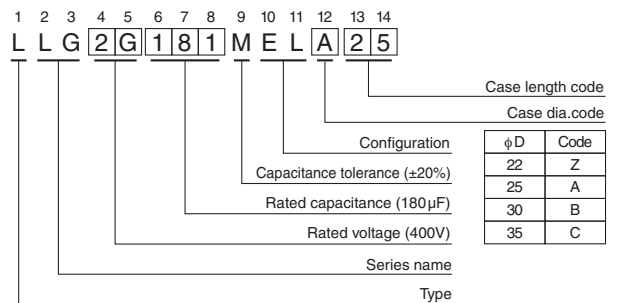 1 2 3 4 5 6 7 8 9 10 11 12 13 14
L L G 2 G 1 8 1 M E L A 2 5
Case length code
Case dia.code
Configuration
Capacitance tolerance (±20%)
Rated capacitance (180µF)
Rated voltage (400V)
Series name
Type
ϕD Code
22 Z
25 A
30 B
35 C